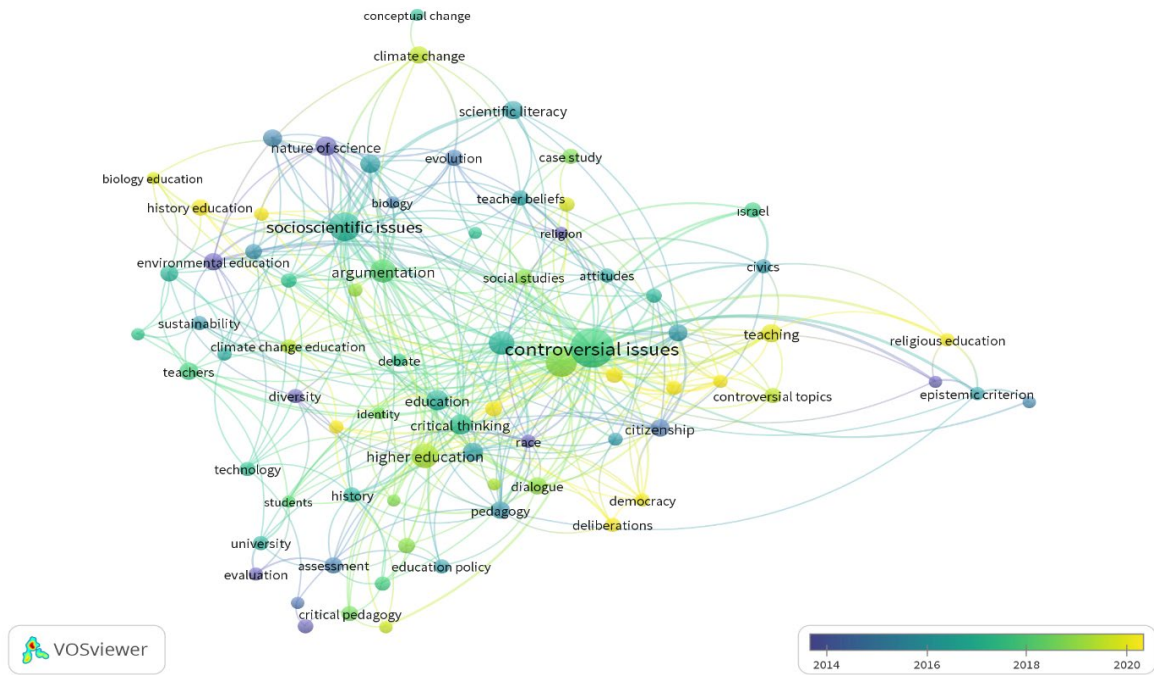 conceptual change
climate change
scientific literacy
nature of science
evolution
case study
biology education
teacher beliefs
history education
biology
israel
socioscientific issues
religion
environmental education
argumentation
social studies
attitudes
civics
sustainability
teaching
climate change education
controversial issues
religious education
debate
teachers
diversity
controversial topics
epistemic criterion
education
identity
critical thinking
citizenship
race
higher education
technology
dialogue
history
students
democracy
pedagogy
deliberations
university
assessment
education policy
evaluation
critical pedagogy
VOSviewer
2014 2016 2018 2020